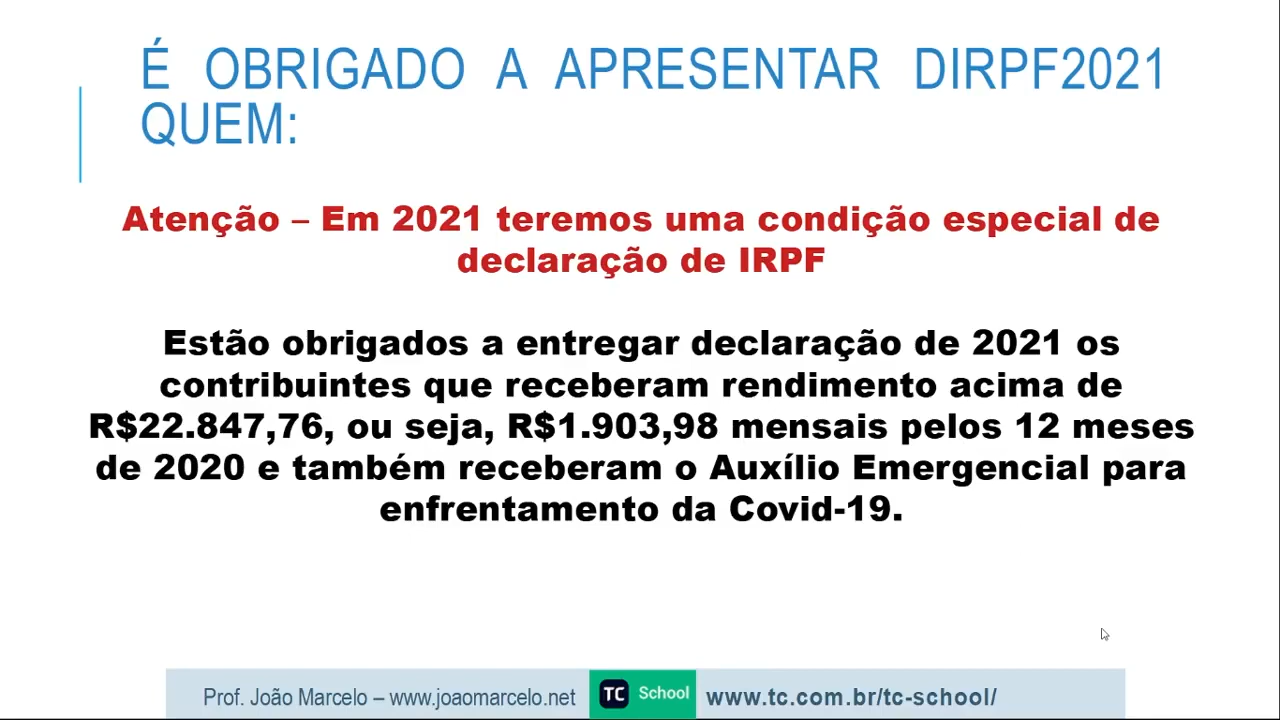 É OBRIGADO A APRESENTAR DIRPF2021
QUEM:
Atenção – Em 2021 teremos uma condição especial de
declaração de IRPF
Estão obrigados a entregar declaração de 2021 os
contribuintes que receberam rendimento acima de
R$22.847,76, ou seja, R$1.903,98 mensais pelos 12 meses
de 2020 e também receberam o Auxílio Emergencial para
enfrentamento da Covid-19.
Prof. João Marcelo – www.joaomarcelo.net TC School www.tc.com.br/tc-school/